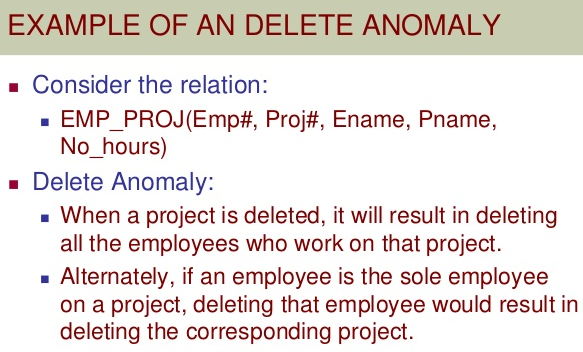 EXAMPLE OF AN DELETE ANOMALY
Consider the relation:
EMP_PROJ(Emp#, Proj#, Ename, Pname,
No_hours)
Delete Anomaly:
When a project is deleted, it will result in deleting
all the employees who work on that project.
Alternately, if an employee is the sole employee
on a project, deleting that employee would result in
deleting the corresponding project.